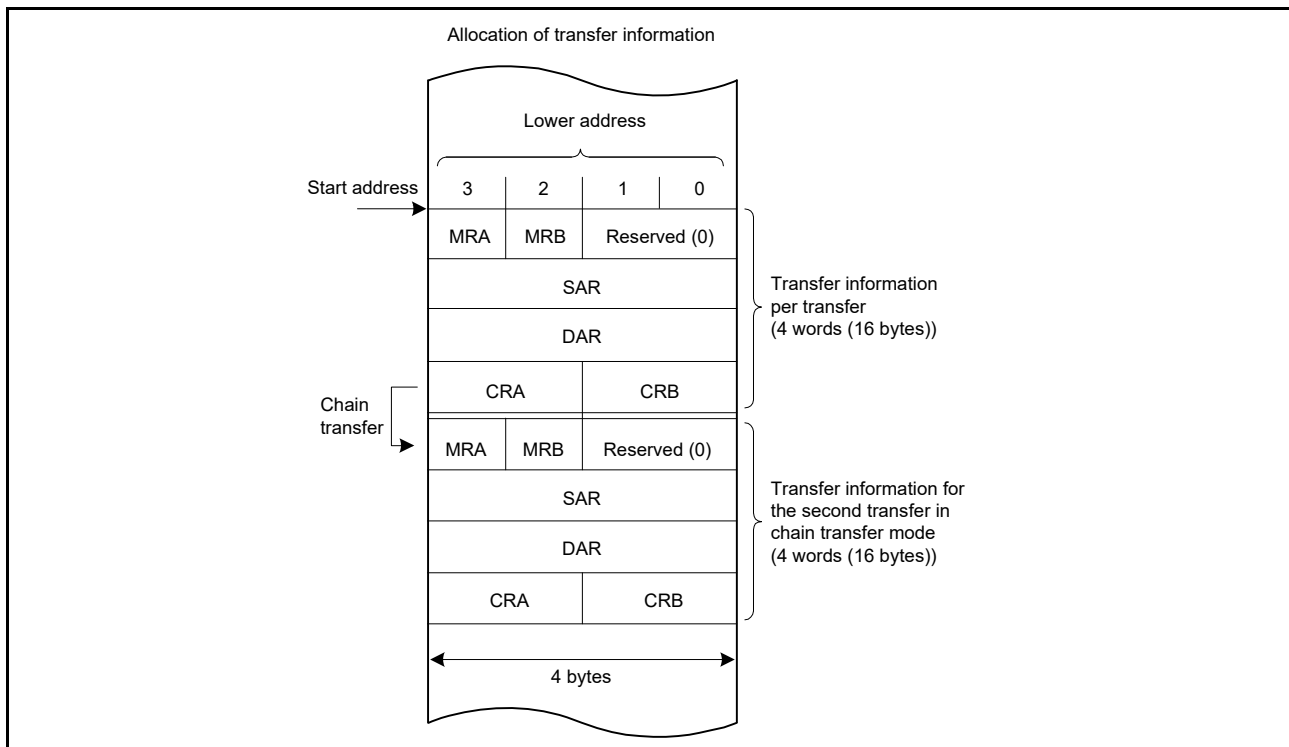 Allocation of transfer information
Lower address
Start address
3 2 1 0
MRA MRB Reserved (0)
SAR
DAR
CRA CRB
Transfer information
per transfer
(4 words (16 bytes))
Chain
transfer
MRA MRB Reserved (0)
SAR
DAR
CRA CRB
Transfer information for
the second transfer in
chain transfer mode
(4 words (16 bytes))
4 bytes